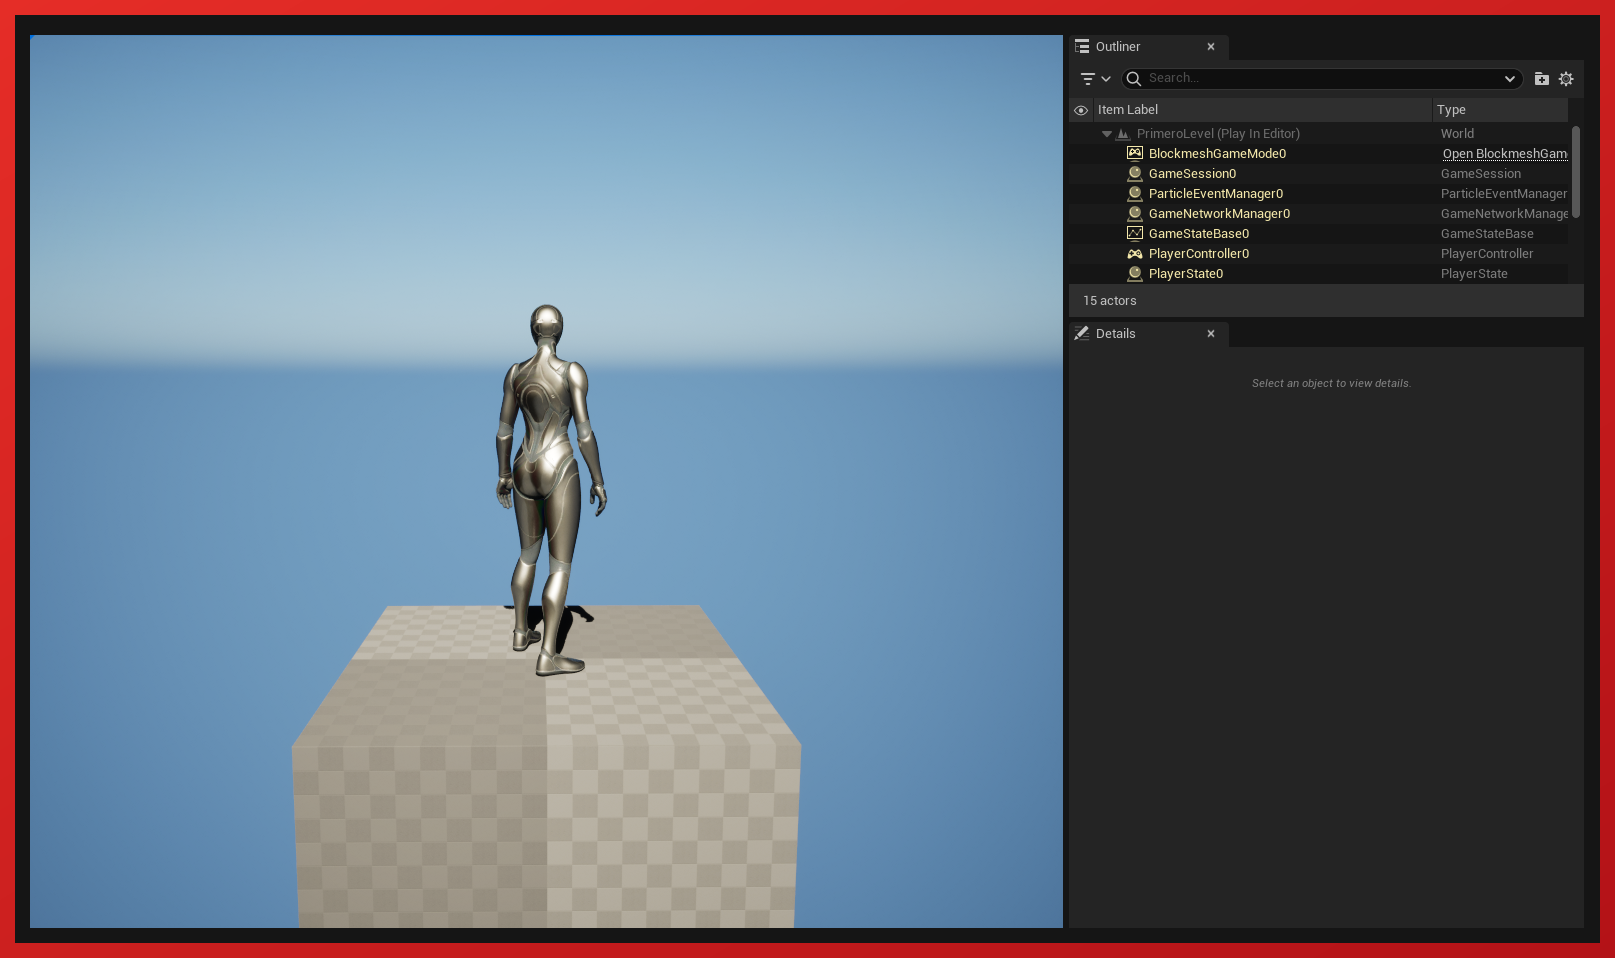 Outliner
Search...
Item Label Type
PrimeroLevel (Play In Editor) World
BlockmeshGameMode0 Open BlockmeshGam
GameSession0 GameSession
ParticleEventManager0 ParticleEventManager
GameNetworkManager0 GameNetworkManage
GameStateBase0 GameStateBase
PlayerController0 PlayerController
PlayerState0 PlayerState
15 actors
Details
Select an object to view details.